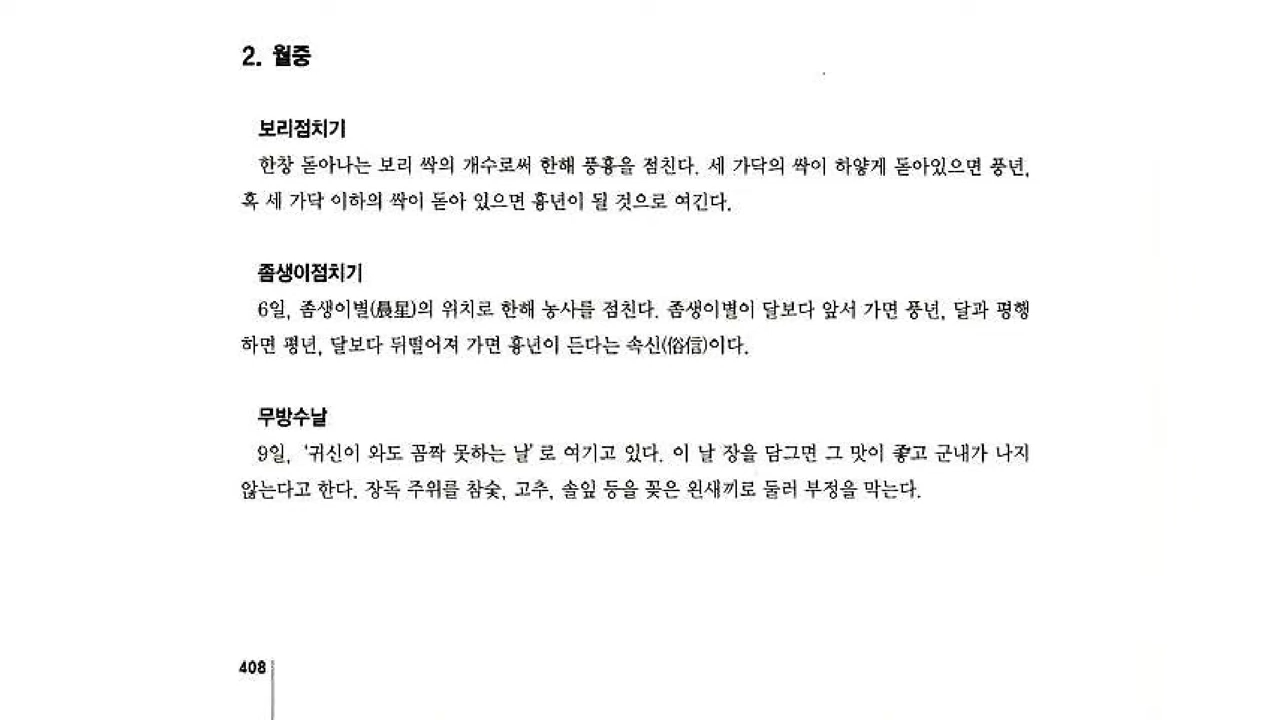 2. 월중
보리점치기
한창 돋아나는 보리 싹의 개수로써 한해 풍흉을 점친다. 세 가닥의 싹이 하얗게 돋아있으면 풍년,
혹 세 가닥 이하의 싹이 돋아 있으면 흉년이 될 것으로 여긴다.
좀생이점치기
6일, 좀생이별(晨星)의 위치로 한해 농사를 점친다. 좀생이별이 달보다 앞서 가면 풍년, 달과 평행
하면 평년, 달보다 뒤떨어져 가면 흉년이 든다는 속신(俗信)이다.
무방수날
9일, '귀신이 와도 꼼짝 못하는 날'로 여기고 있다. 이 날 장을 담그면 그 맛이 좋고 군내가 나지
않는다고 한다. 장독 주위를 참숯, 고추, 솔잎 등을 꽂은 왼새끼로 둘러 부정을 막는다.
408